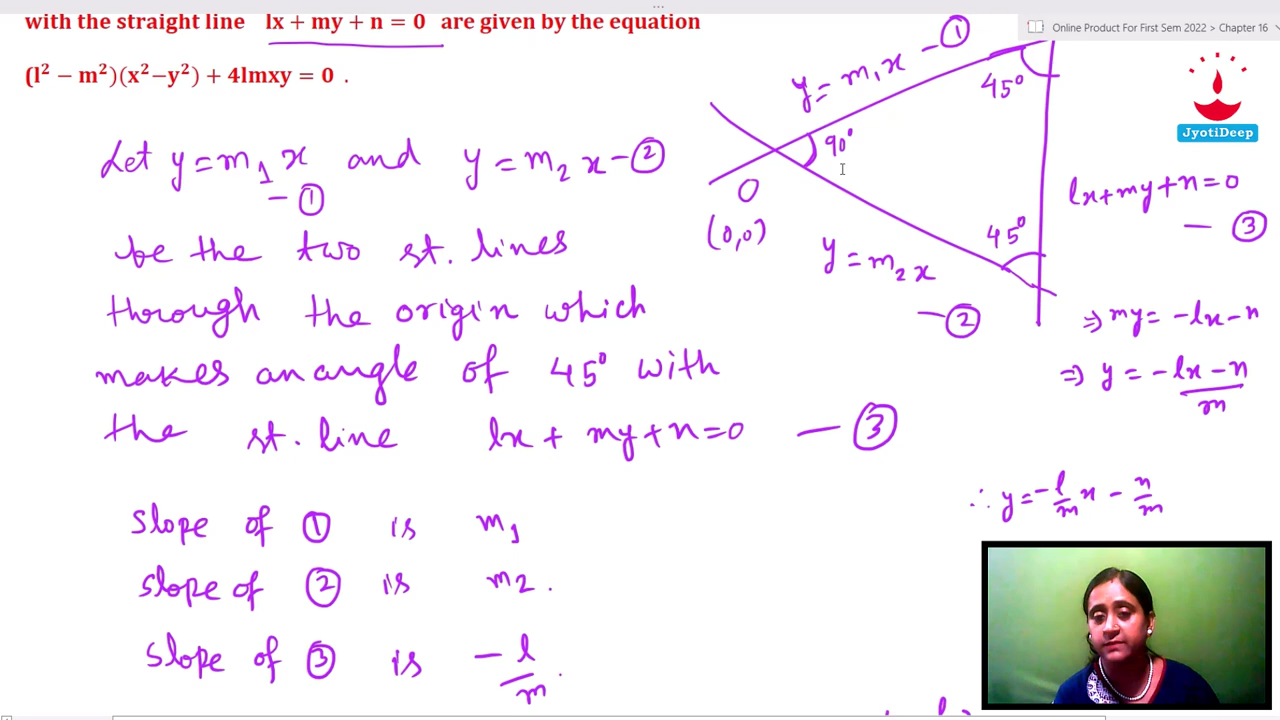 with the straight line lx + my + n = 0 are given by the equation
(l² − m²)(x²−y²) + 4lmxy = 0 .
Online Product For First Sem 2022 > Chapter 16
JyotiDeep
Let y = m₁ x and y = m₂ x - ②
- ①
be the two st. lines
through the origin which
makes an angle of 45° with
the st. line lx + my + n = 0 — ③
slope of ① is m₁
slope of ② is m₂ .
slope of ③ is - l/m .
y = m₁ x - ①
45°
90°
O
(0,0)
45°
y = m₂ x
- ②
lx + my + n = 0
- ③
⇒ my = -lx - n
⇒ y = -lx - n / m
∴ y = -l/m x - n/m